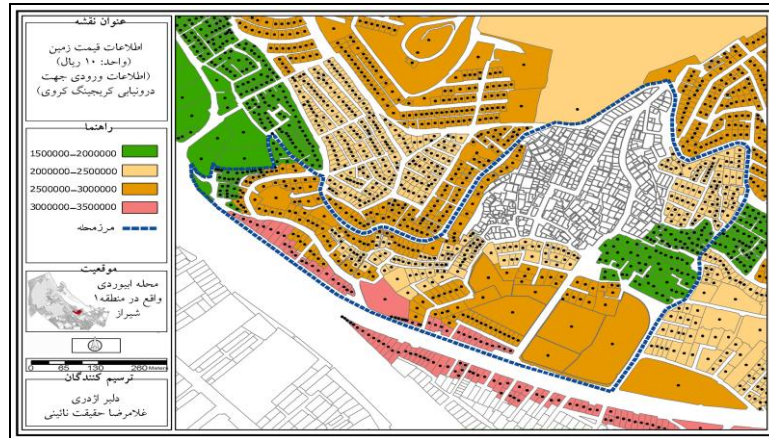 عنوان نقشه
اطلاعات قیمت زمین
(واحد: ۱۰ ریال)
(اطلاعات ورودی جهت
درونیابی کریجینگ کروی)
راهنما
1500000-2000000
2000000-2500000
2500000-3000000
3000000-3500000
مرزمحله
موقعیت
محله ابیوردی
واقع در منطقه۱
شیراز
0 65 130 260 Meters
ترسیم کنندگان
دلبر اژدری
غلامرضا حقیقت نائینی